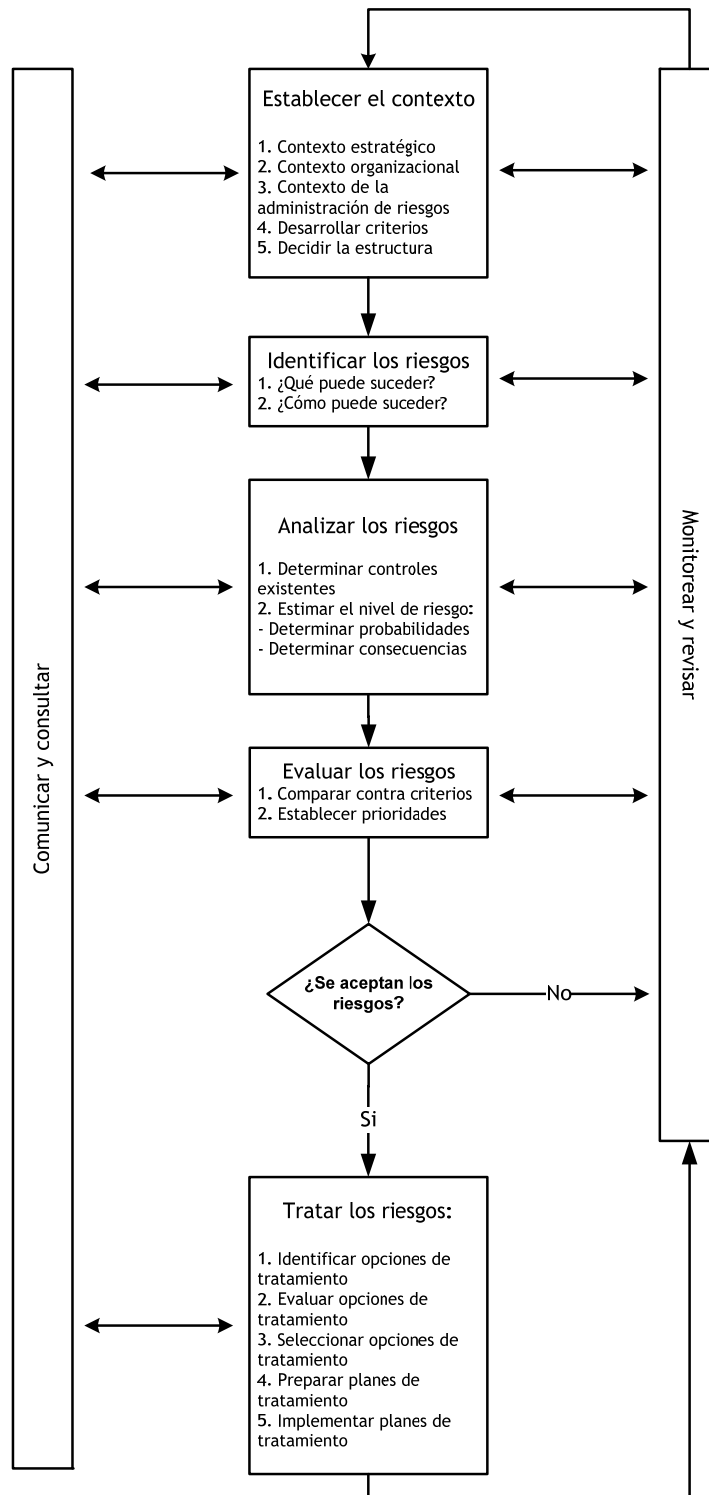 Establecer el contexto
1. Contexto estratégico
2. Contexto organizacional
3. Contexto de la
administración de riesgos
4. Desarrollar criterios
5. Decidir la estructura
Identificar los riesgos
1. ¿Qué puede suceder?
2. ¿Cómo puede suceder?
Analizar los riesgos
1. Determinar controles
existentes
2. Estimar el nivel de riesgo:
- Determinar probabilidades
- Determinar consecuencias
Evaluar los riesgos
1. Comparar contra criterios
2. Establecer prioridades
¿Se aceptan los
riesgos?
No
Si
Tratar los riesgos:
1. Identificar opciones de
tratamiento
2. Evaluar opciones de
tratamiento
3. Seleccionar opciones de
tratamiento
4. Preparar planes de
tratamiento
5. Implementar planes de
tratamiento
Comunicar y consultar
Monitorear y revisar